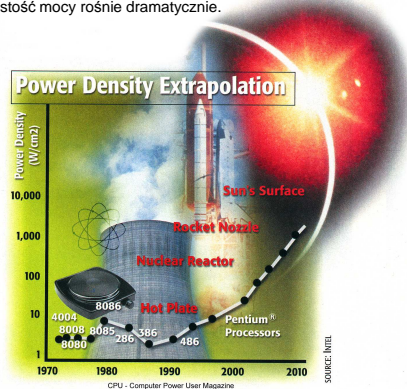 stość mocy rośnie dramatycznie.
Power Density Extrapolation
Power Density
(W/cm2)
10,000
1,000
100
10
1
Sun's Surface
Rocket Nozzle
Nuclear Reactor
Hot Plate
8086
4004
8008
8080
8085
286
386
486
Pentium ®
Processors
1970
1980
1990
2000
2010
SOURCE: INTEL
CPU - Computer Power User Magazine